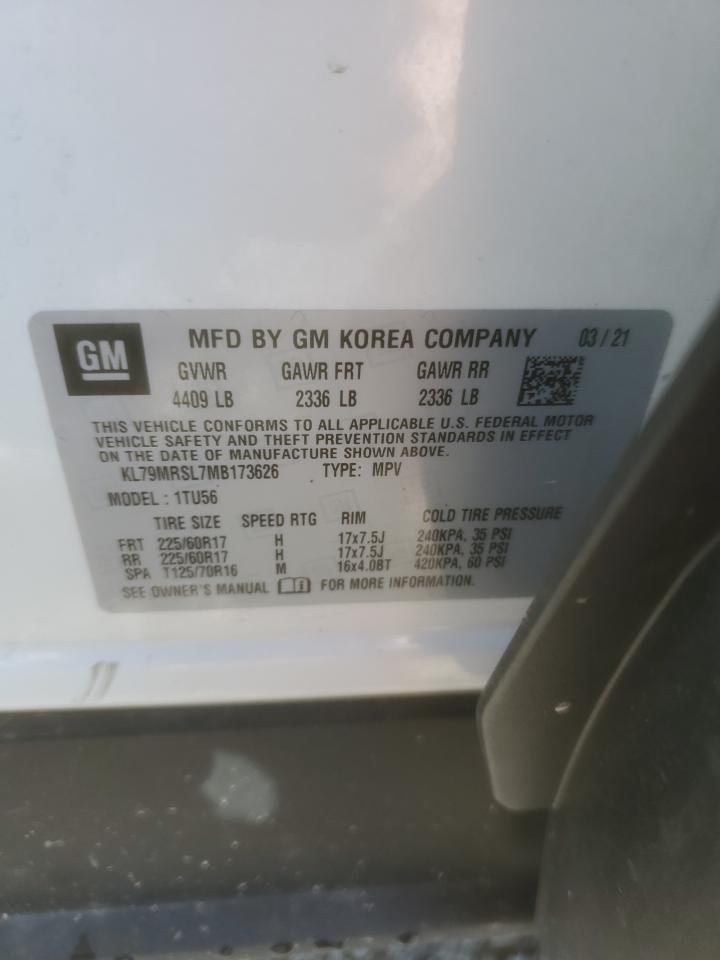 GM
MFD BY GM KOREA COMPANY 03/21
GVWR GAWR FRT GAWR RR
4409 LB 2336 LB 2336 LB
THIS VEHICLE CONFORMS TO ALL APPLICABLE U.S. FEDERAL MOTOR
VEHICLE SAFETY AND THEFT PREVENTION STANDARDS IN EFFECT
ON THE DATE OF MANUFACTURE SHOWN ABOVE.
KL79MRSL7MB173626 TYPE: MPV
MODEL: 1TU56
TIRE SIZE SPEED RTG RIM COLD TIRE PRESSURE
FRT 225/60R17 H 17x7.5J 240KPA, 35 PSI
RR 225/60R17 H 17x7.5J 240KPA, 35 PSI
SPA T125/70R16 M 16x4.0BT 420KPA, 60 PSI
SEE OWNER'S MANUAL FOR MORE INFORMATION.